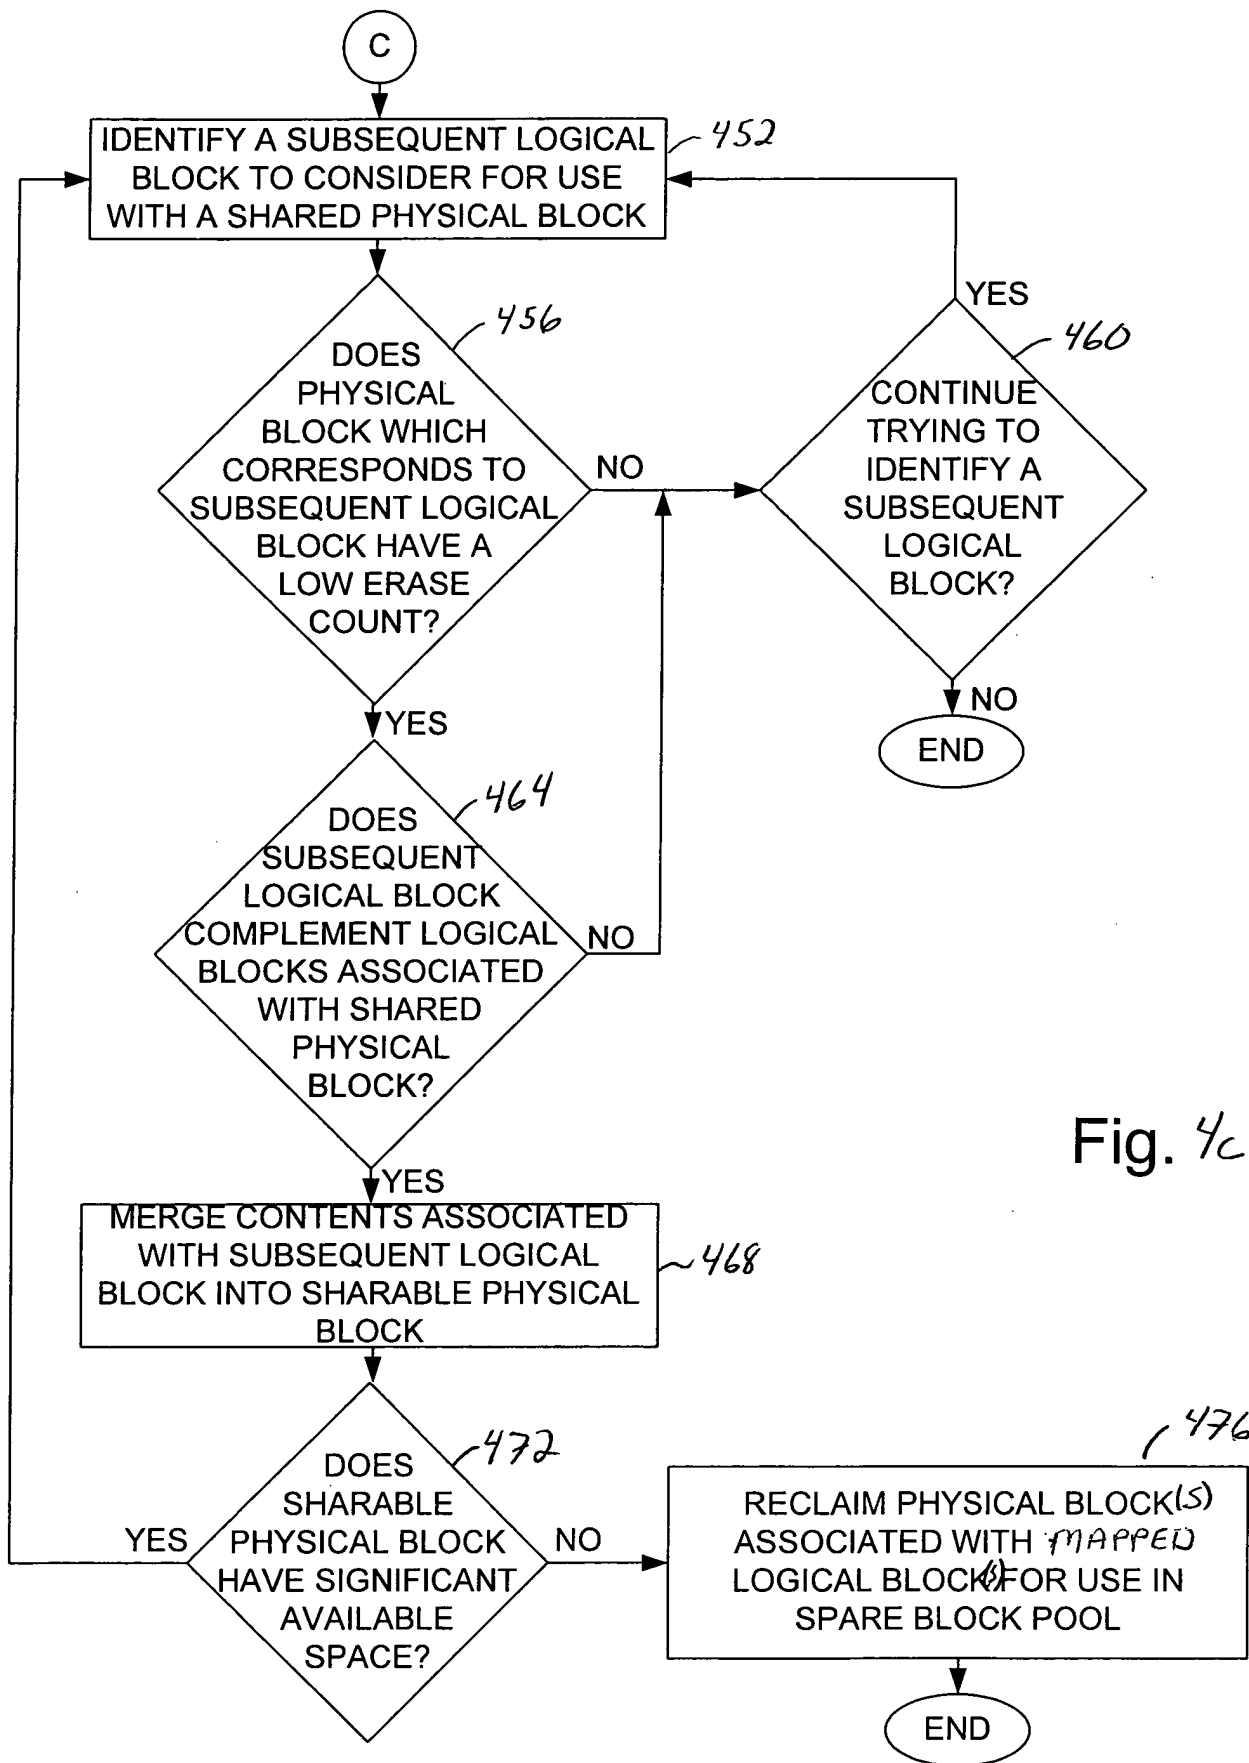 C
IDENTIFY A SUBSEQUENT LOGICAL
BLOCK TO CONSIDER FOR USE
WITH A SHARED PHYSICAL BLOCK
452
DOES
PHYSICAL
BLOCK WHICH
CORRESPONDS TO
SUBSEQUENT LOGICAL
BLOCK HAVE A
LOW ERASE
COUNT?
456
NO
YES
CONTINUE
TRYING TO
IDENTIFY A
SUBSEQUENT
LOGICAL
BLOCK?
460
YES
NO
END
DOES
SUBSEQUENT
LOGICAL BLOCK
COMPLEMENT LOGICAL
BLOCKS ASSOCIATED
WITH SHARED
PHYSICAL
BLOCK?
464
NO
YES
Fig. 4c
MERGE CONTENTS ASSOCIATED
WITH SUBSEQUENT LOGICAL
BLOCK INTO SHARABLE PHYSICAL
BLOCK
468
DOES
SHARABLE
PHYSICAL BLOCK
HAVE SIGNIFICANT
AVAILABLE
SPACE?
472
YES
NO
RECLAIM PHYSICAL BLOCK(S)
ASSOCIATED WITH MAPPED
LOGICAL BLOCK(S) FOR USE IN
SPARE BLOCK POOL
476
END